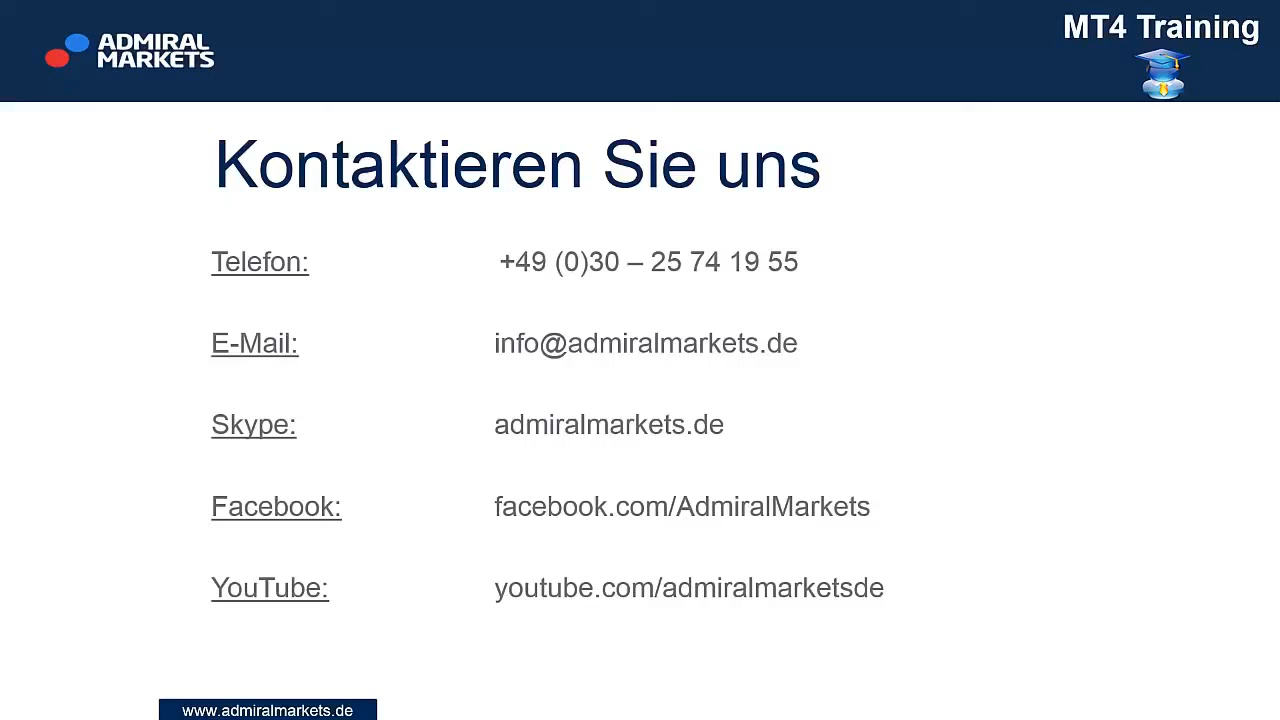 ADMIRAL
MARKETS
MT4 Training
Kontaktieren Sie uns
Telefon: +49 (0)30 – 25 74 19 55
E-Mail: info@admiralmarkets.de
Skype: admiralmarkets.de
Facebook: facebook.com/AdmiralMarkets
YouTube: youtube.com/admiralmarketsde
www.admiralmarkets.de